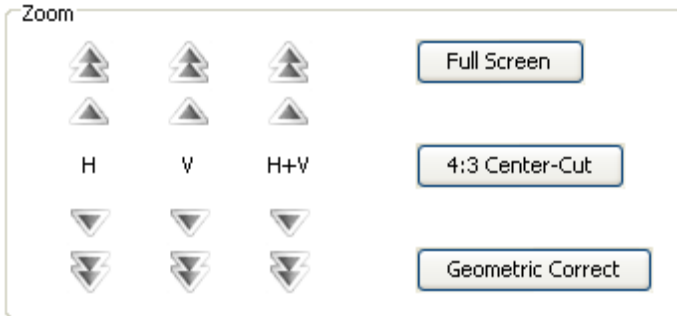 Zoom
Full Screen
H V H+V
4:3 Center-Cut
Geometric Correct